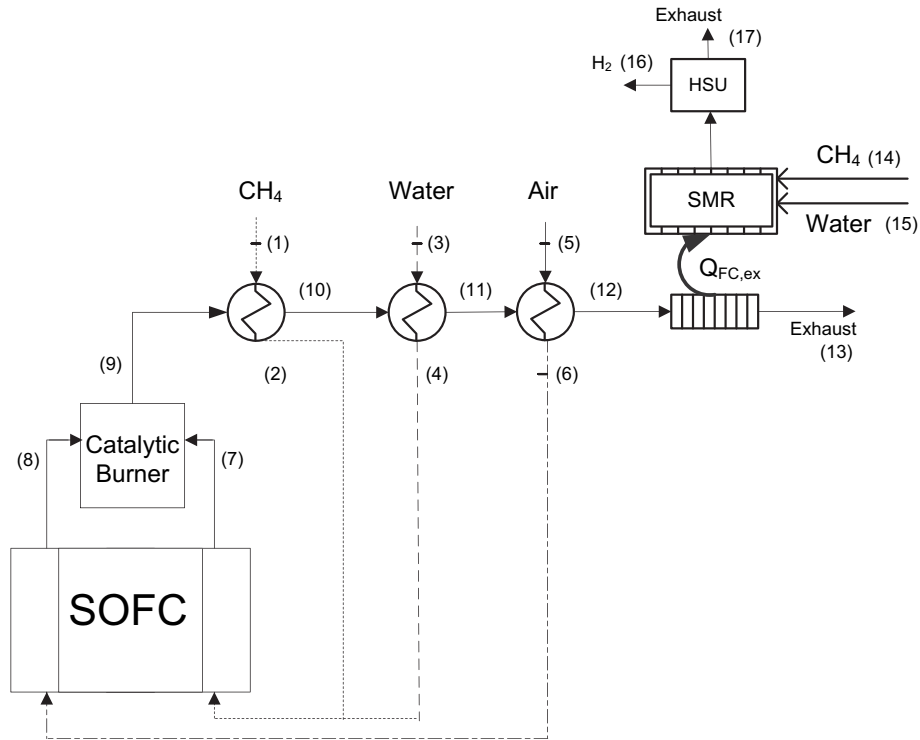 Exhaust
(17)
H₂ (16)
HSU
CH₄ (14)
SMR
Water (15)
CH₄
Water
Air
(1)
(3)
(5)
Q_FC,ex
(10)
(11)
(12)
Exhaust
(13)
(9)
(2)
(4)
(6)
Catalytic
Burner
(8)
(7)
SOFC